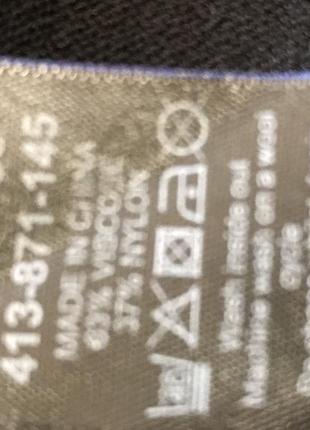 413-871-145
MADE IN CHINA
63% VISCOSE
37% NYLON
Wash inside out
Machine wash on a wool
cycle